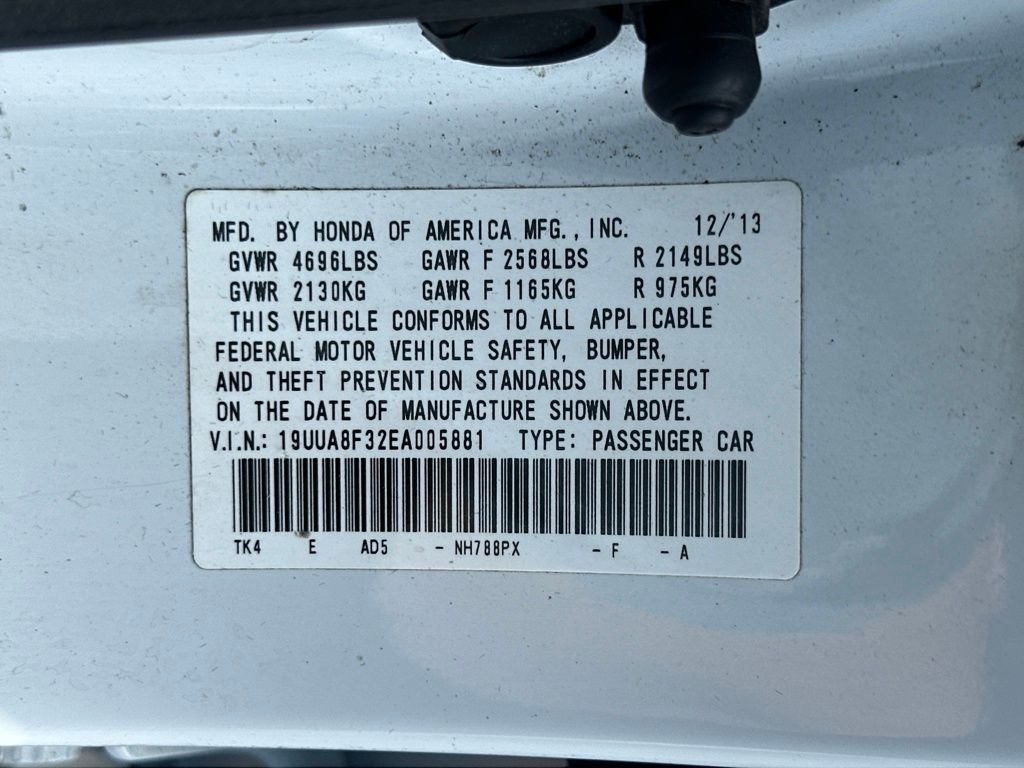 MFD. BY HONDA OF AMERICA MFG., INC. 12/'13
GVWR 4696LBS GAWR F 2568LBS R 2149LBS
GVWR 2130KG GAWR F 1165KG R 975KG
THIS VEHICLE CONFORMS TO ALL APPLICABLE
FEDERAL MOTOR VEHICLE SAFETY, BUMPER,
AND THEFT PREVENTION STANDARDS IN EFFECT
ON THE DATE OF MANUFACTURE SHOWN ABOVE.
V.I.N.: 19UUA8F32EA005881 TYPE: PASSENGER CAR
TK4 E AD5 - NH788PX - F - A